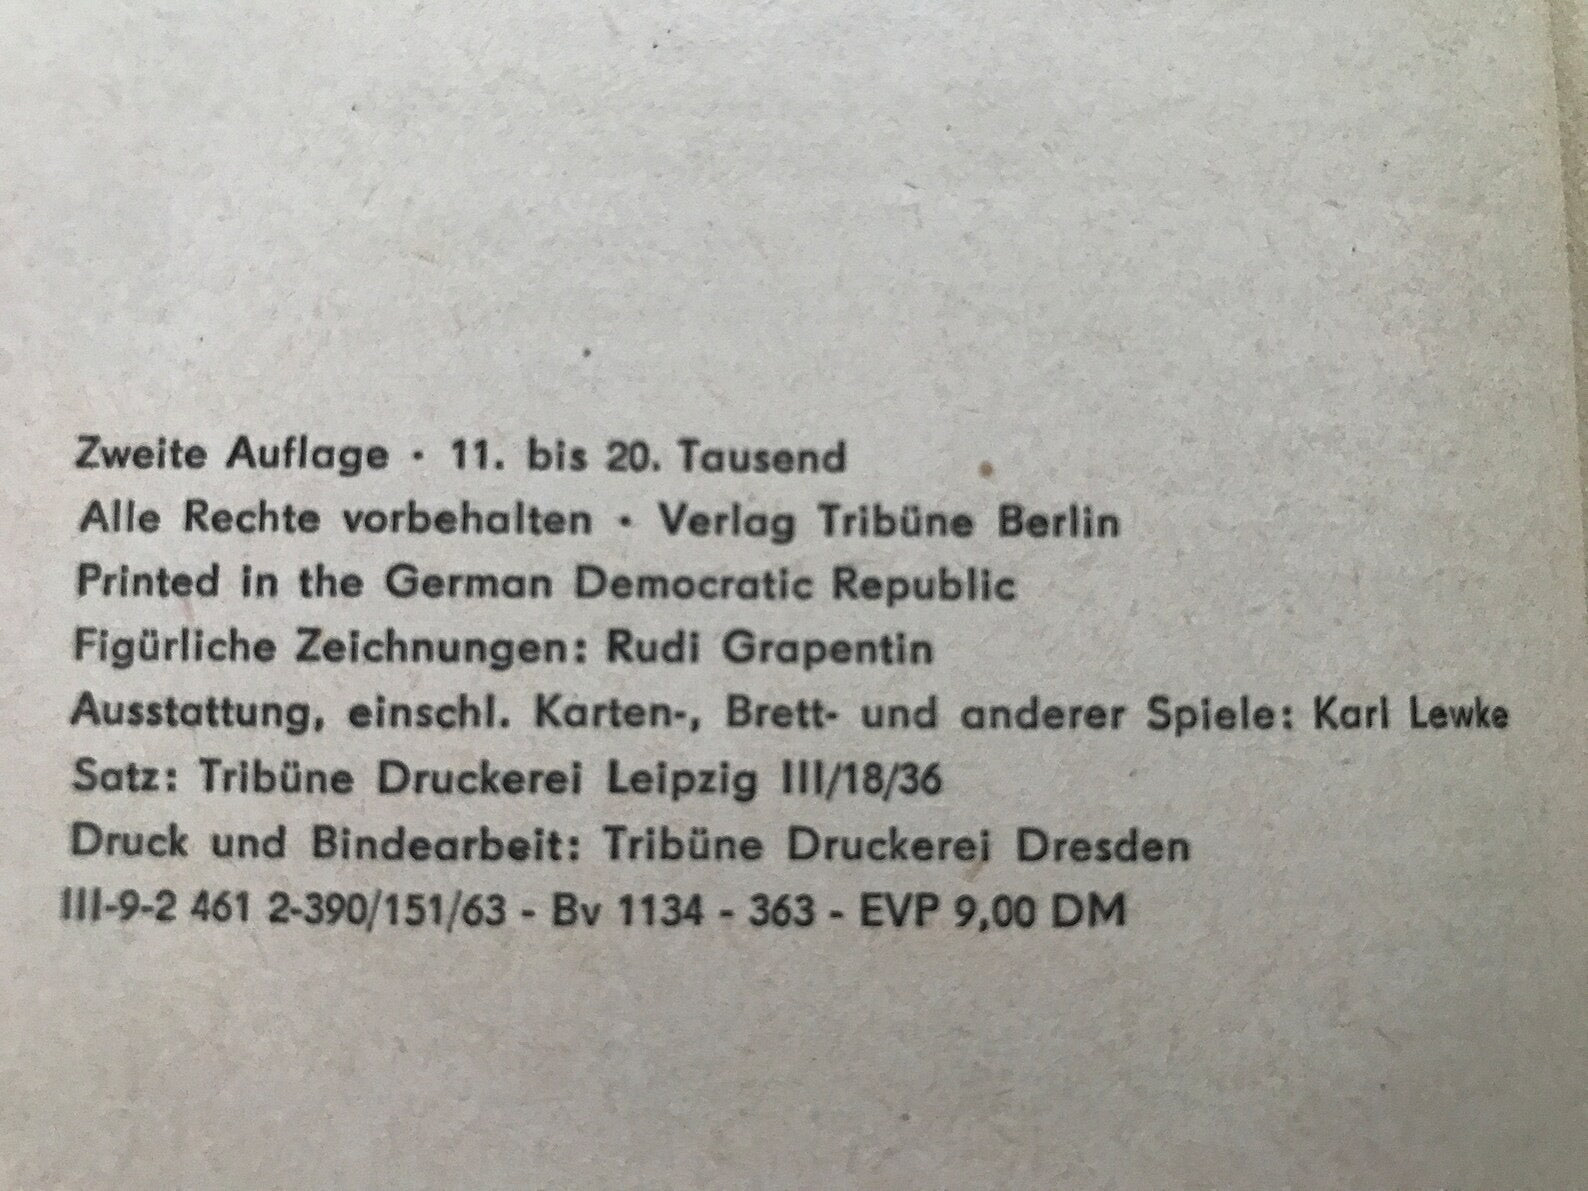 Zweite Auflage · 11. bis 20. Tausend
Alle Rechte vorbehalten · Verlag Tribüne Berlin
Printed in the German Democratic Republic
Figürliche Zeichnungen: Rudi Grapentin
Ausstattung, einschl. Karten-, Brett- und anderer Spiele: Karl Lewke
Satz: Tribüne Druckerei Leipzig III/18/36
Druck und Bindearbeit: Tribüne Druckerei Dresden
III-9-2 461 2-390/151/63 - Bv 1134 - 363 - EVP 9,00 DM